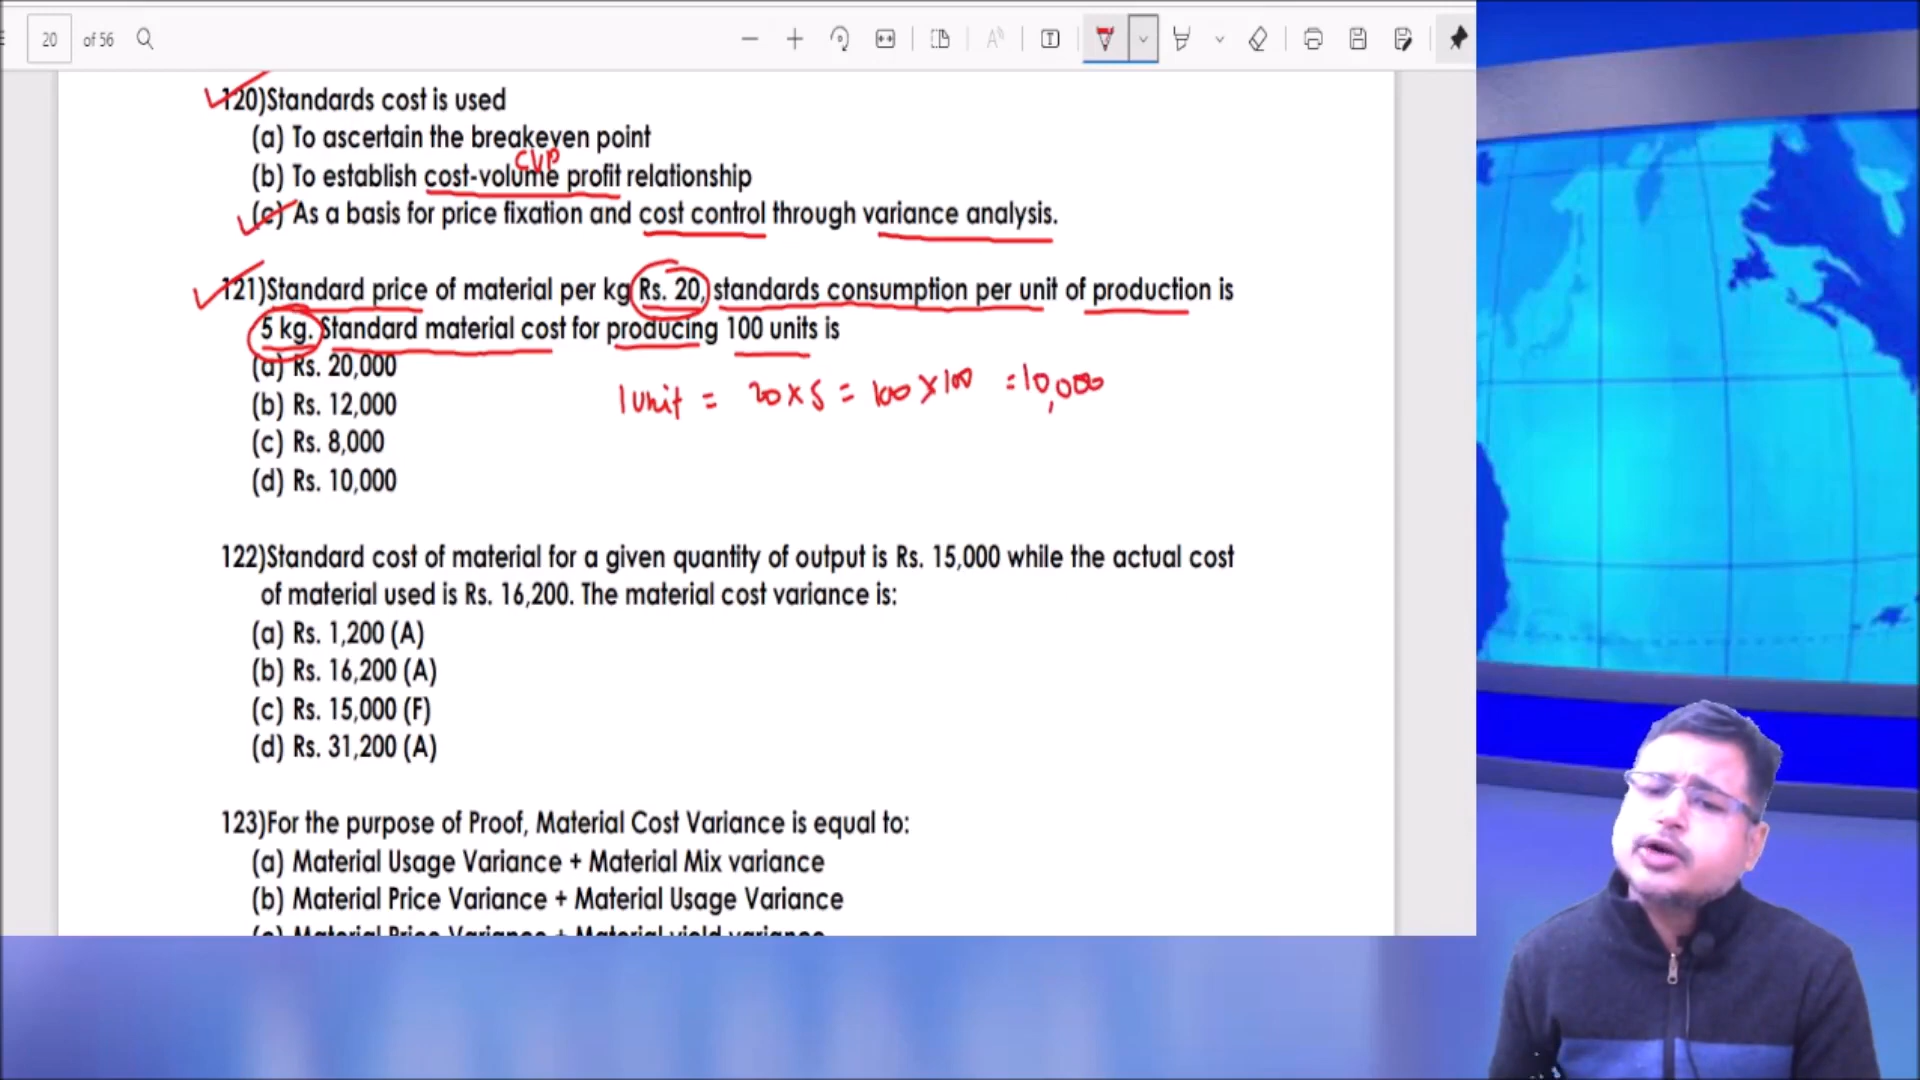 20 of 56
120)Standards cost is used
(a) To ascertain the breakeven point
CVP
(b) To establish cost-volume profit relationship
(c) As a basis for price fixation and cost control through variance analysis.
121)Standard price of material per kg Rs. 20, standards consumption per unit of production is
5 kg. Standard material cost for producing 100 units is
(a) Rs. 20,000
1 unit = 20 x 5 = 100 x 100 = 10,000
(b) Rs. 12,000
(c) Rs. 8,000
(d) Rs. 10,000
122)Standard cost of material for a given quantity of output is Rs. 15,000 while the actual cost
of material used is Rs. 16,200. The material cost variance is:
(a) Rs. 1,200 (A)
(b) Rs. 16,200 (A)
(c) Rs. 15,000 (F)
(d) Rs. 31,200 (A)
123)For the purpose of Proof, Material Cost Variance is equal to:
(a) Material Usage Variance + Material Mix variance
(b) Material Price Variance + Material Usage Variance
(c) Material Price Variance + Material yield variance